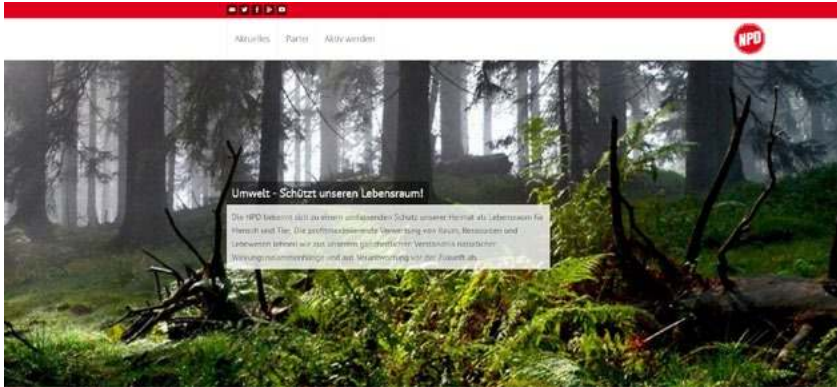 Aktuelles Partei Aktiv werden
NPD
Umwelt - Schützt unseren Lebensraum!
Die NPD bekennt sich zu einem umfassenden Schutz unserer Heimat als Lebensraum für
Mensch und Tier. Die profitmaximierende Verwertung von Raum, Ressourcen und
Lebewesen lehnen wir aus unserem ganzheitlichen Verständnis natürlicher
Wirkungszusammenhänge und aus Verantwortung vor der Zukunft ab.